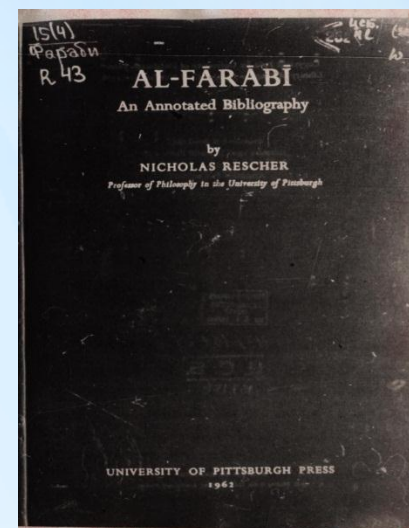 15(4)
Фараби
R 43
AL-FĀRĀBĪ
An Annotated Bibliography
by
NICHOLAS RESCHER
Professor of Philosophy in the University of Pittsburgh
UNIVERSITY OF PITTSBURGH PRESS
1962